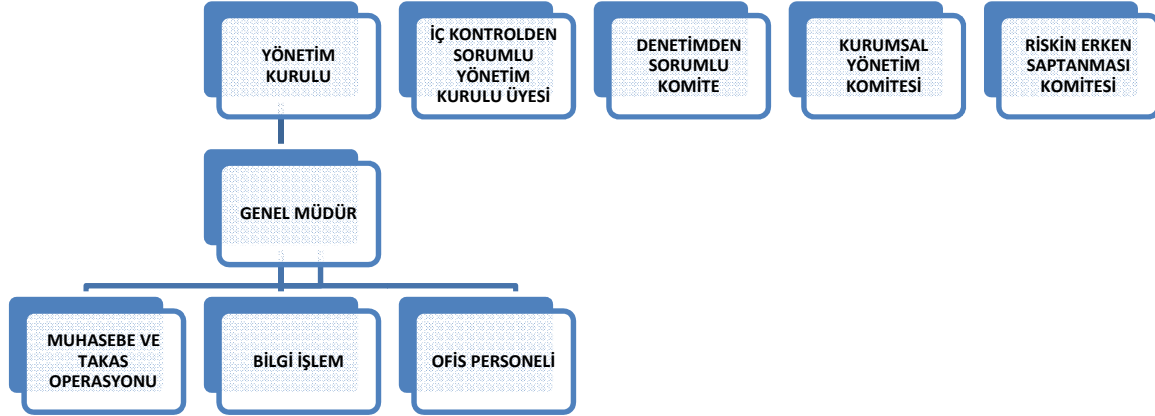 YÖNETİM
KURULU
İÇ KONTROLDEN
SORUMLU
YÖNETİM
KURULU ÜYESİ
DENETİMDEN
SORUMLU
KOMİTE
KURUMSAL
YÖNETİM
KOMİTESİ
RİSKİN ERKEN
SAPTANMASI
KOMİTESİ
GENEL MÜDÜR
MUHASEBE VE
TAKAS
OPERASYONU
BİLGİ İŞLEM
OFİS PERSONELİ